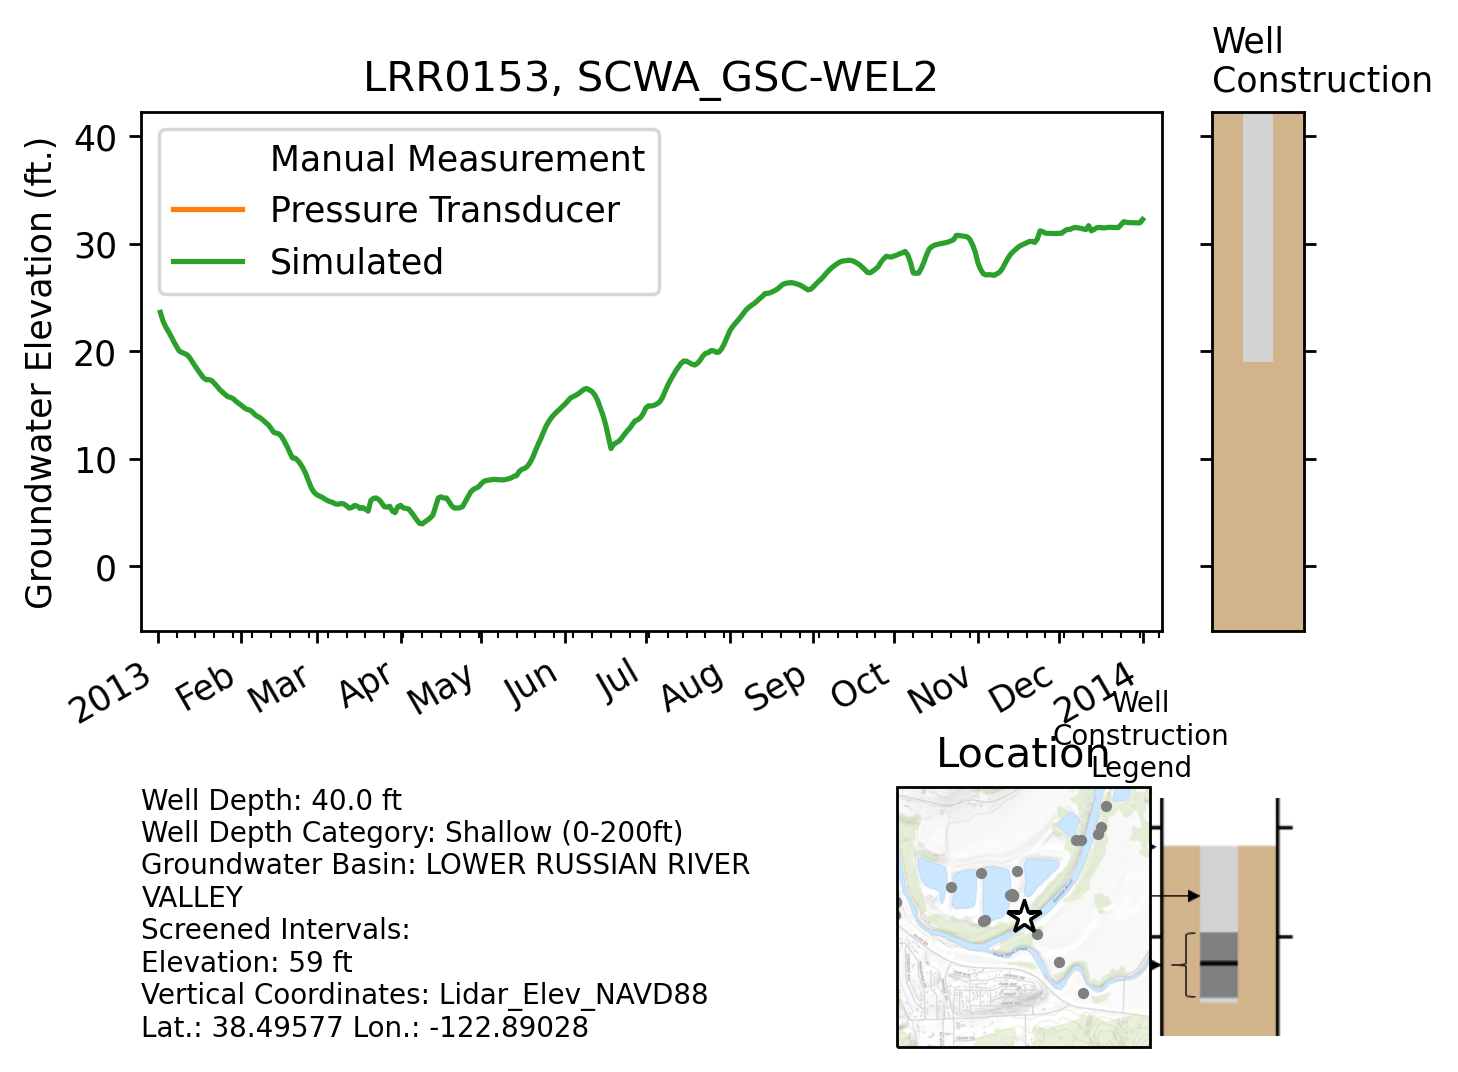 Well
Construction
LRR0153, SCWA_GSC-WEL2
Groundwater Elevation (ft.)
40
30
20
10
0
Manual Measurement
Pressure Transducer
Simulated
2013
Feb
Mar
Apr
May
Jun
Jul
Aug
Sep
Oct
Nov
Dec
2014
Well
Construction
Legend
Location
Well Depth: 40.0 ft
Well Depth Category: Shallow (0-200ft)
Groundwater Basin: LOWER RUSSIAN RIVER
VALLEY
Screened Intervals:
Elevation: 59 ft
Vertical Coordinates: Lidar_Elev_NAVD88
Lat.: 38.49577 Lon.: -122.89028